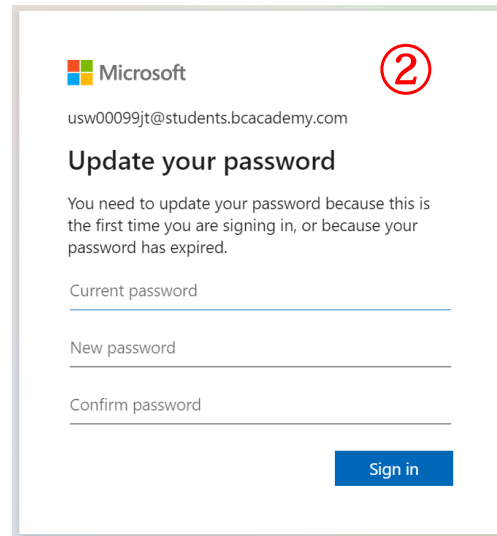 Microsoft
②
usw00099jt@students.bcacademy.com
Update your password
You need to update your password because this is
the first time you are signing in, or because your
password has expired.
Current password
New password
Confirm password
Sign in